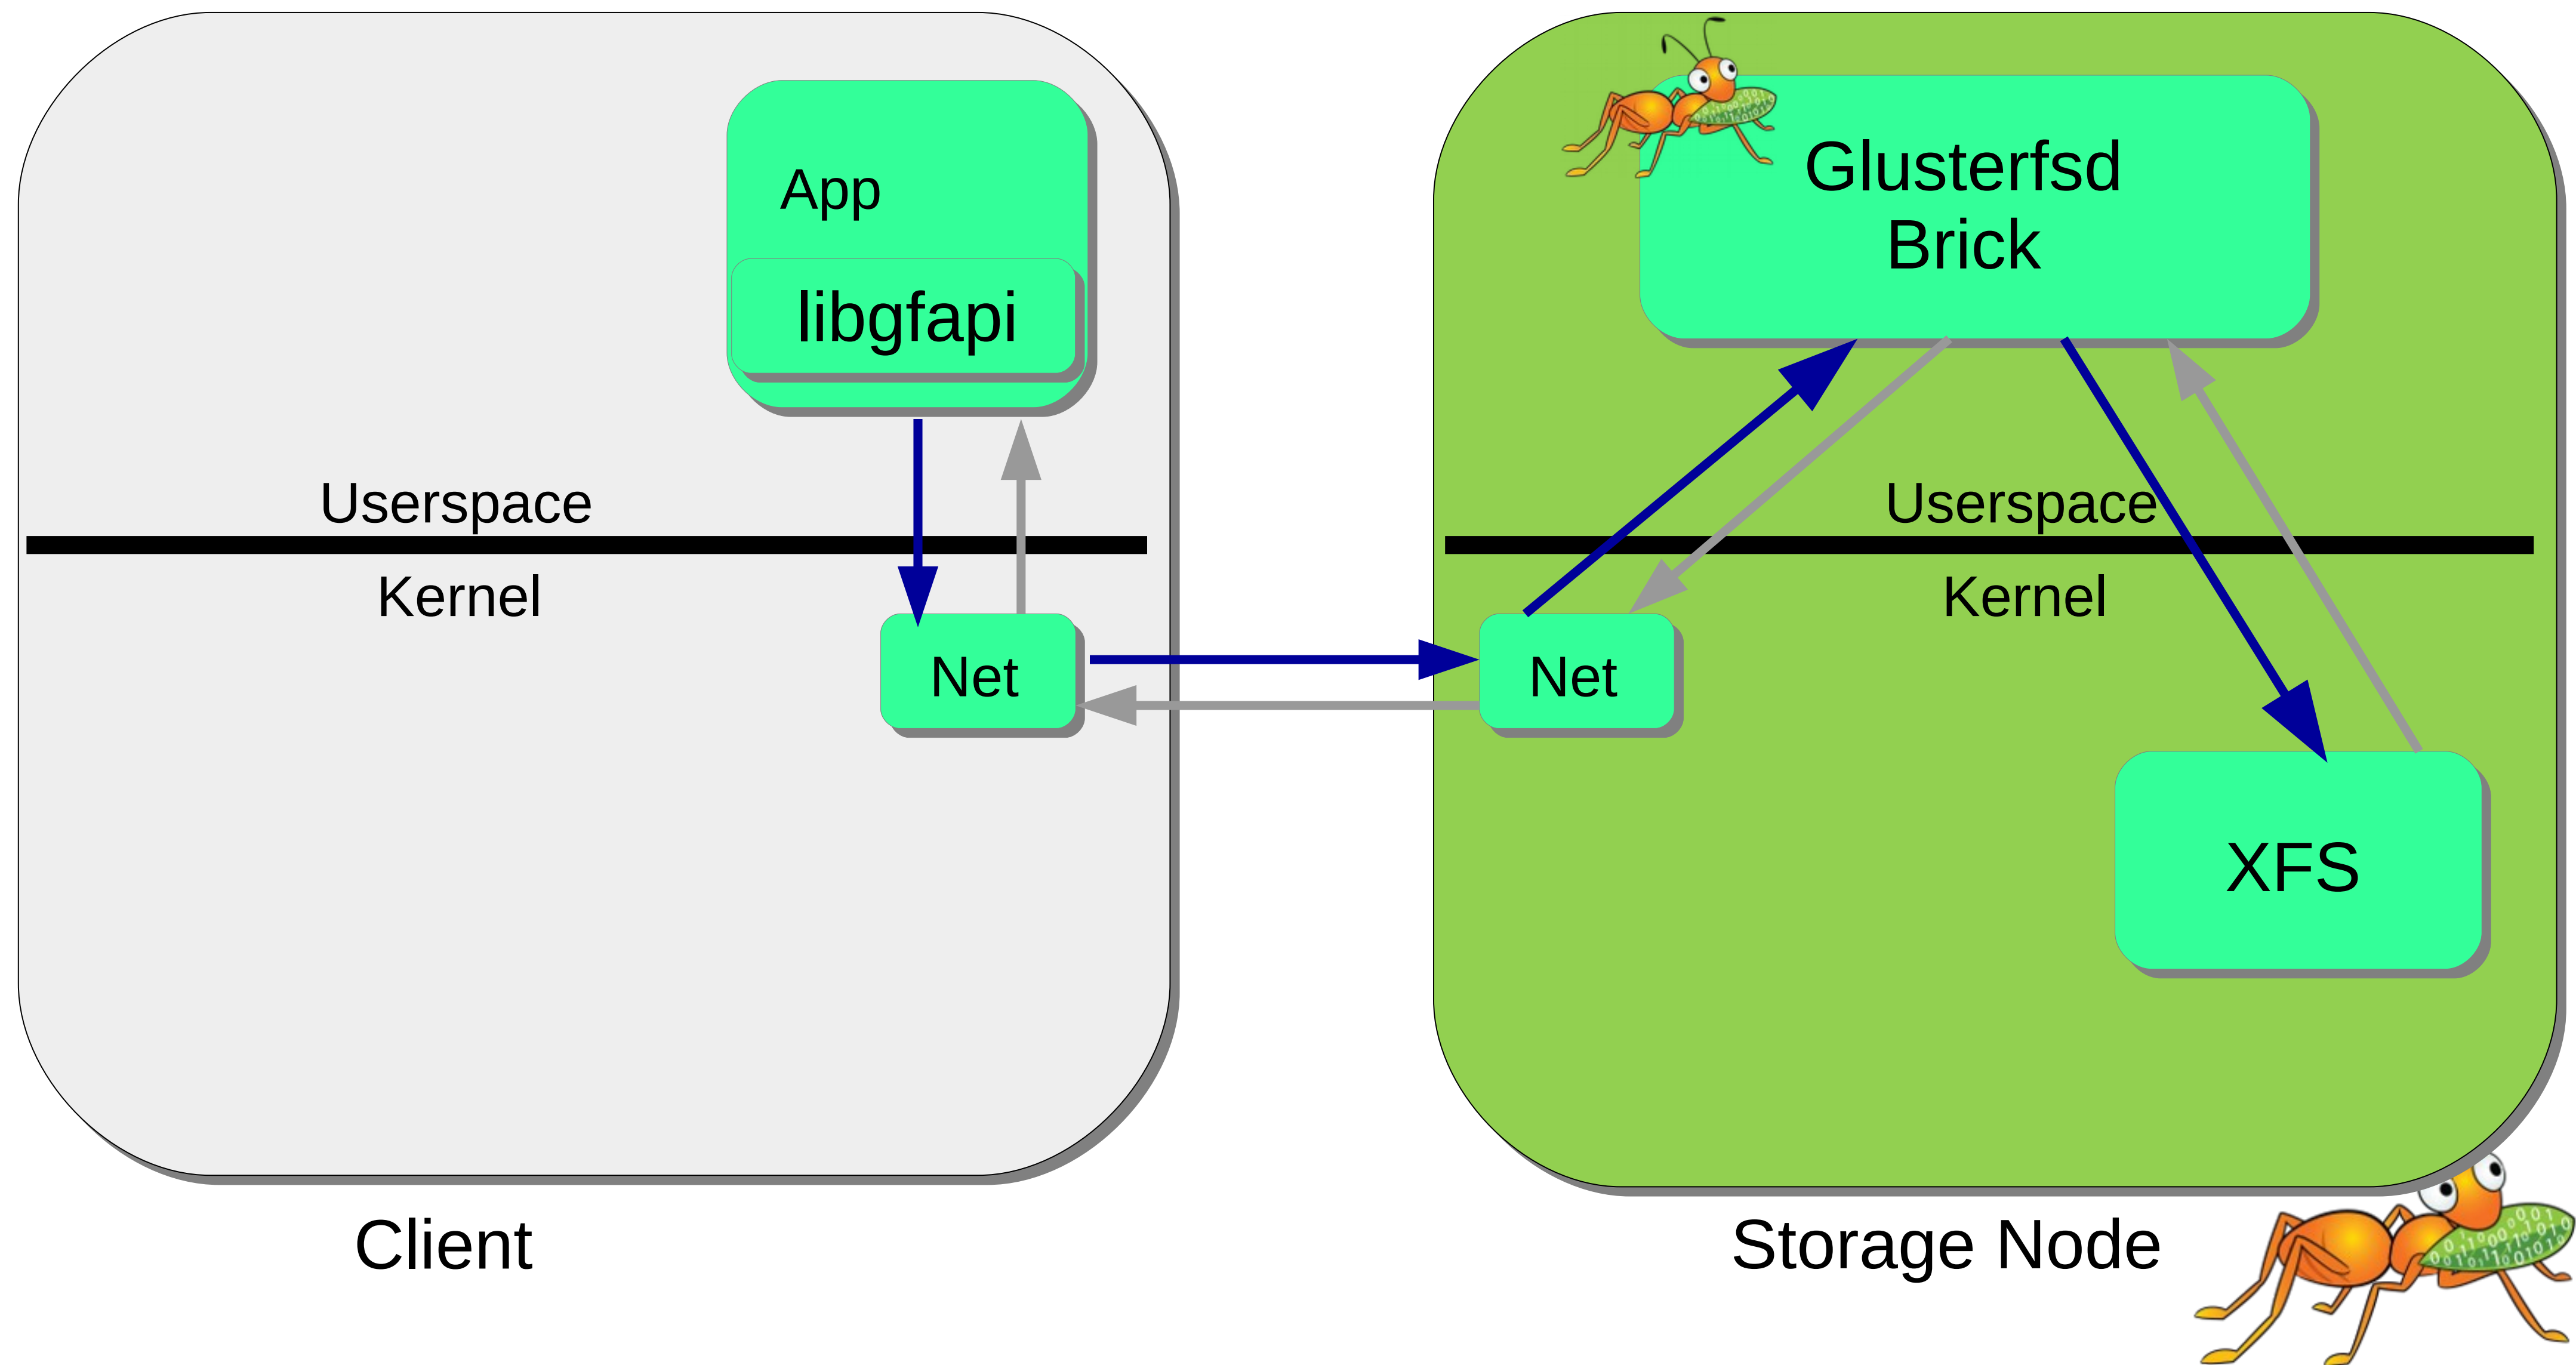 App
libgfapi
Userspace
Kernel
Net
Client
Glusterfsd
Brick
Userspace
Kernel
Net
XFS
Storage Node